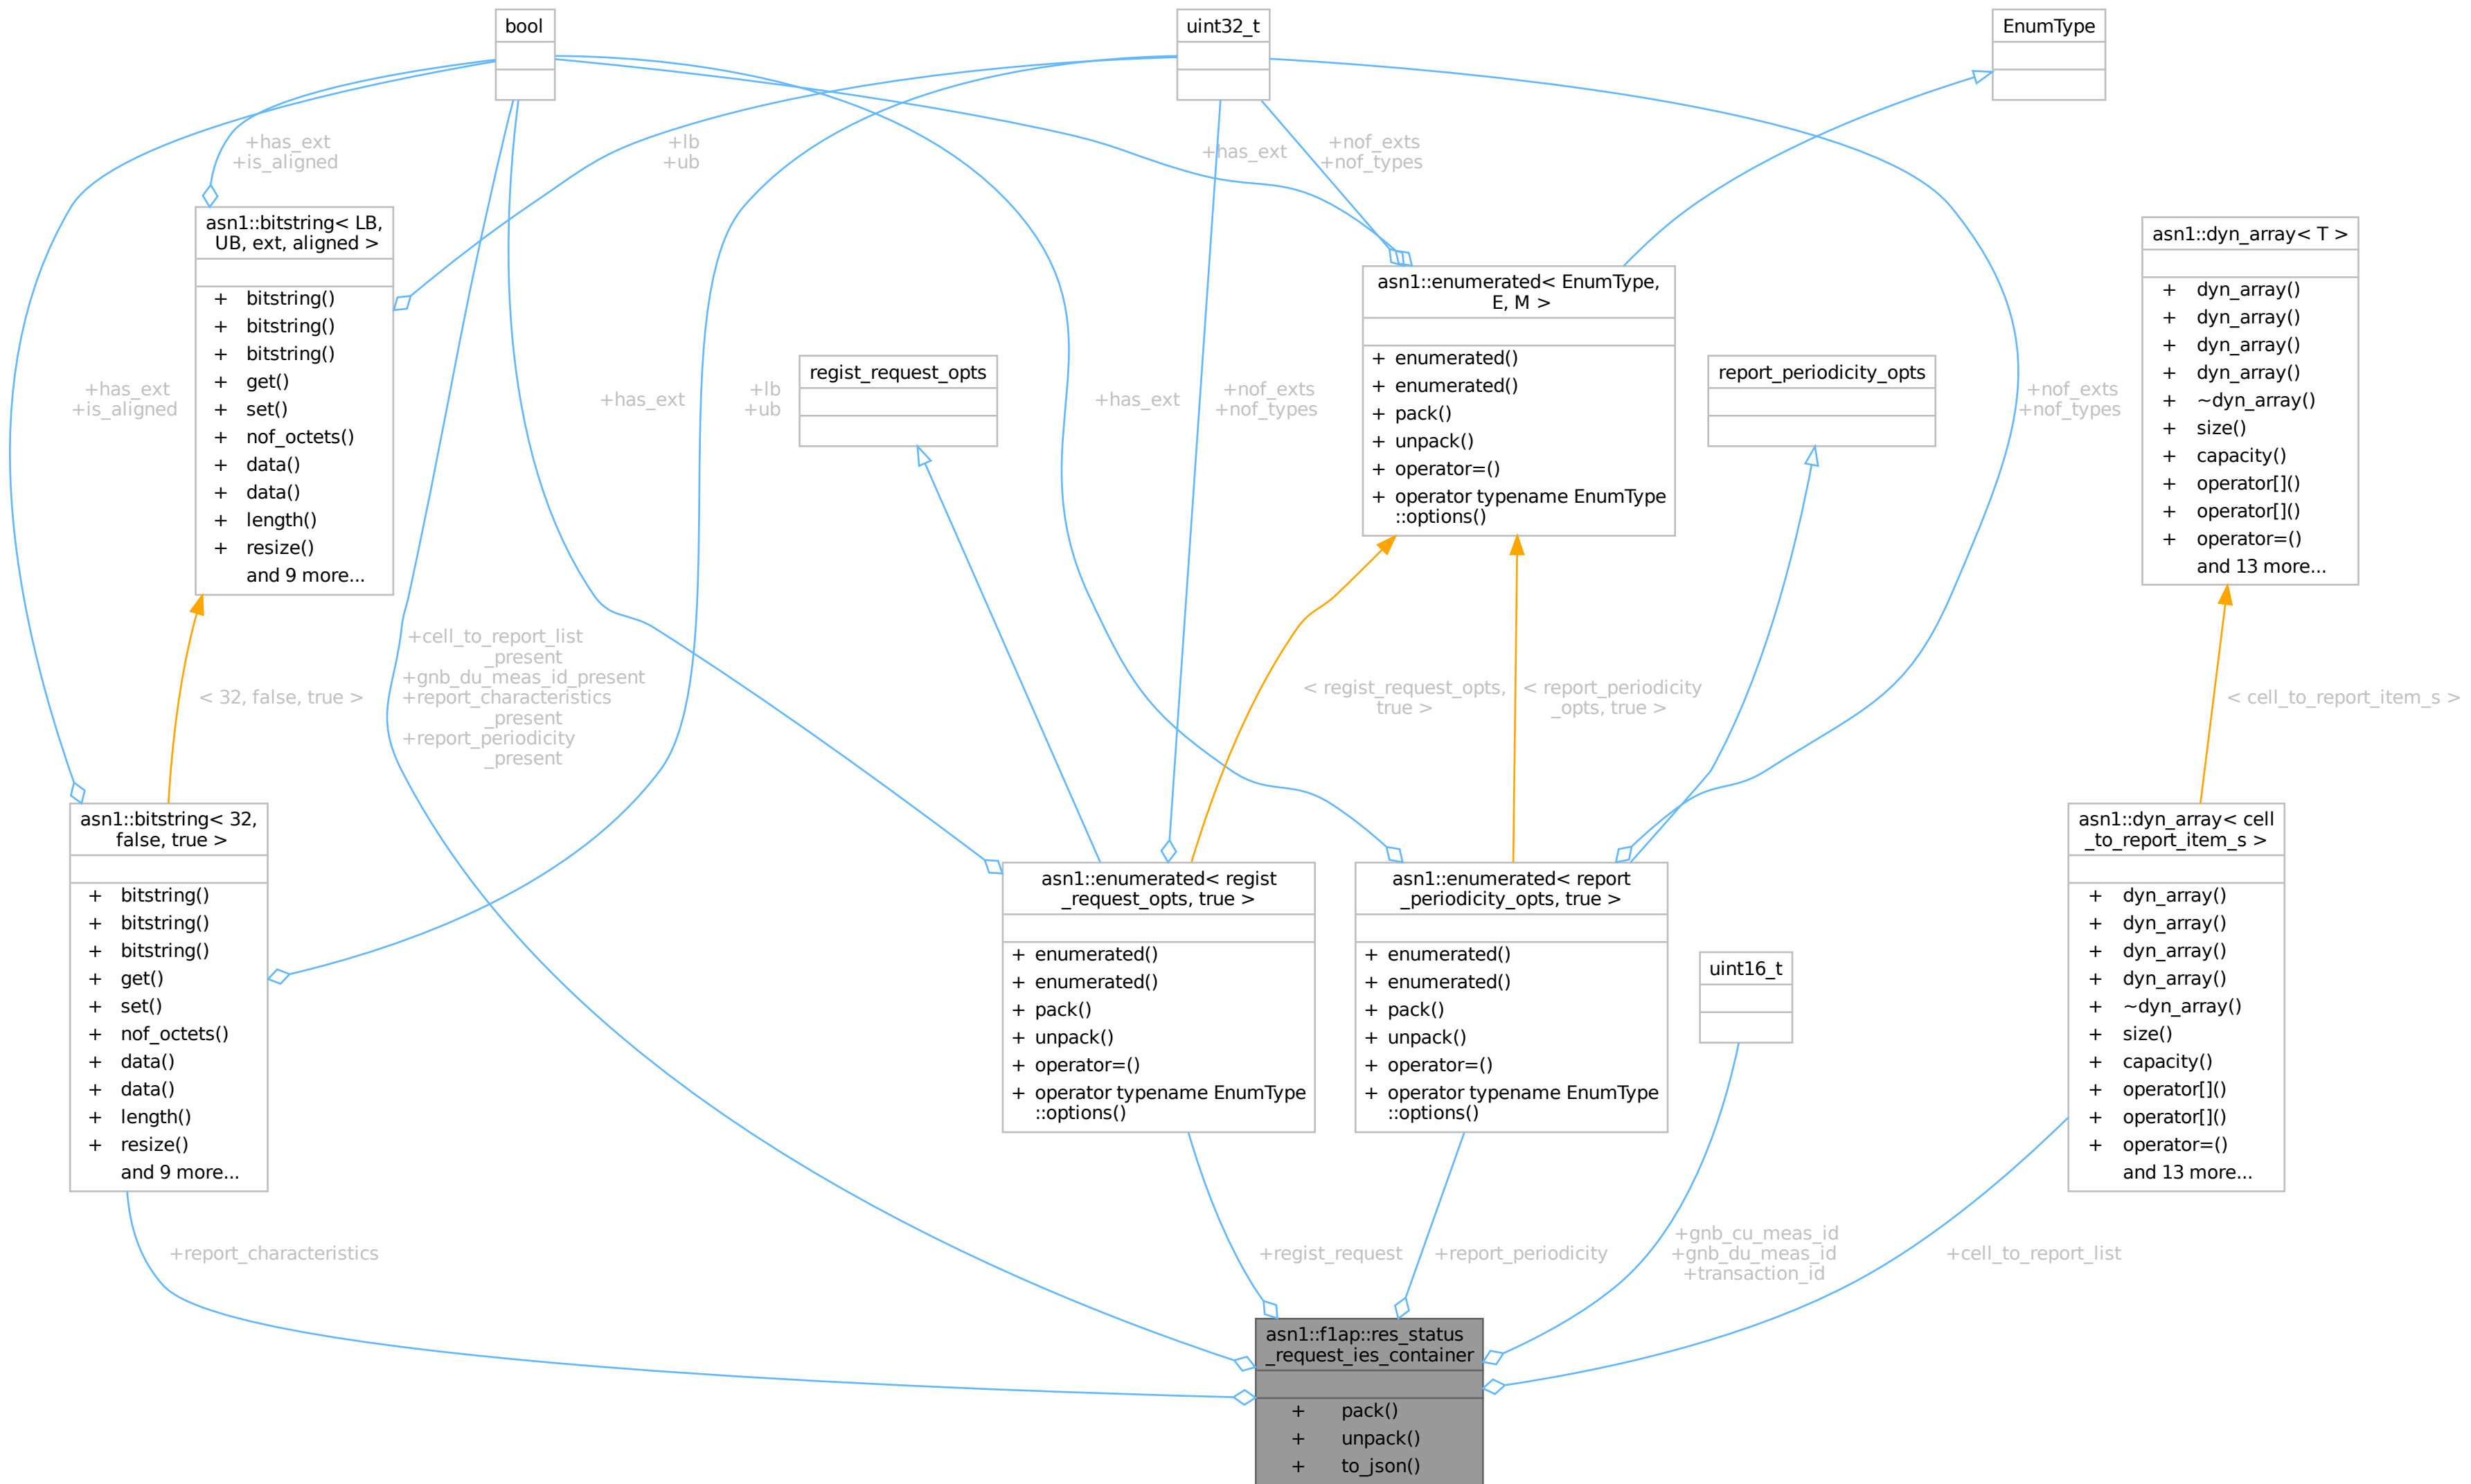 bool
uint32_t
EnumType
+has_ext
+is_aligned
+lb
+ub
+has_ext
+nof_exts
+nof_types
asn1::bitstring< LB,
UB, ext, aligned >
+ bitstring()
+ bitstring()
+ bitstring()
+ get()
+ set()
+ nof_octets()
+ data()
+ data()
+ length()
+ resize()
and 9 more...
asn1::enumerated< EnumType,
E, M >
+ enumerated()
+ enumerated()
+ pack()
+ unpack()
+ operator=()
+ operator typename EnumType
::options()
asn1::dyn_array< T >
+ dyn_array()
+ dyn_array()
+ dyn_array()
+ dyn_array()
+ ~dyn_array()
+ size()
+ capacity()
+ operator[]()
+ operator[]()
+ operator=()
and 13 more...
regist_request_opts
report_periodicity_opts
+has_ext
+is_aligned
+has_ext
+lb
+ub
+has_ext
+nof_exts
+nof_types
+nof_exts
+nof_types
+cell_to_report_list
_present
+gnb_du_meas_id_present
+report_characteristics
_present
+report_periodicity
_present
< 32, false, true >
< regist_request_opts,
true >
< report_periodicity
_opts, true >
< cell_to_report_item_s >
asn1::bitstring< 32,
false, true >
+ bitstring()
+ bitstring()
+ bitstring()
+ get()
+ set()
+ nof_octets()
+ data()
+ data()
+ length()
+ resize()
and 9 more...
asn1::enumerated< regist
_request_opts, true >
+ enumerated()
+ enumerated()
+ pack()
+ unpack()
+ operator=()
+ operator typename EnumType
::options()
asn1::enumerated< report
_periodicity_opts, true >
+ enumerated()
+ enumerated()
+ pack()
+ unpack()
+ operator=()
+ operator typename EnumType
::options()
uint16_t
asn1::dyn_array< cell
_to_report_item_s >
+ dyn_array()
+ dyn_array()
+ dyn_array()
+ dyn_array()
+ ~dyn_array()
+ size()
+ capacity()
+ operator[]()
+ operator[]()
+ operator=()
and 13 more...
+report_characteristics
+regist_request
+report_periodicity
+gnb_cu_meas_id
+gnb_du_meas_id
+transaction_id
+cell_to_report_list
asn1::f1ap::res_status
_request_ies_container
+ pack()
+ unpack()
+ to_json()